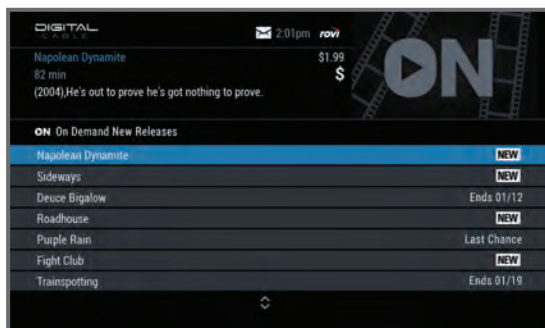 DIGITAL
CABLE
2:01pm rovi
Napolean Dynamite $1.99
82 min $
(2004),He's out to prove he's got nothing to prove.
ON
ON On Demand New Releases
Napolean Dynamite NEW
Sideways NEW
Deuce Bigalow Ends 01/12
Roadhouse NEW
Purple Rain Last Chance
Fight Club NEW
Trainspotting Ends 01/19